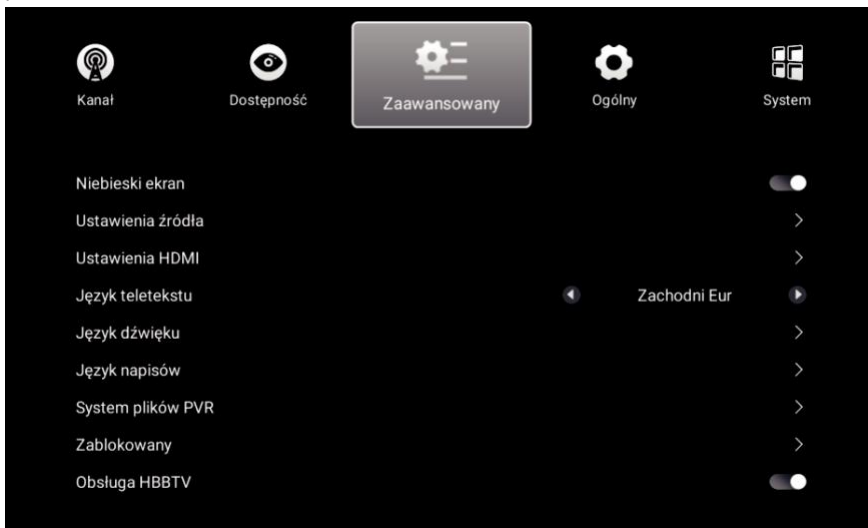 Kanał
Dostępność
Zaawansowany
Ogólny
System
Niebieski ekran
Ustawienia źródła
Ustawienia HDMI
Język teletekstu Zachodni Eur
Język dźwięku
Język napisów
System plików PVR
Zablokowany
Obsługa HBBTV